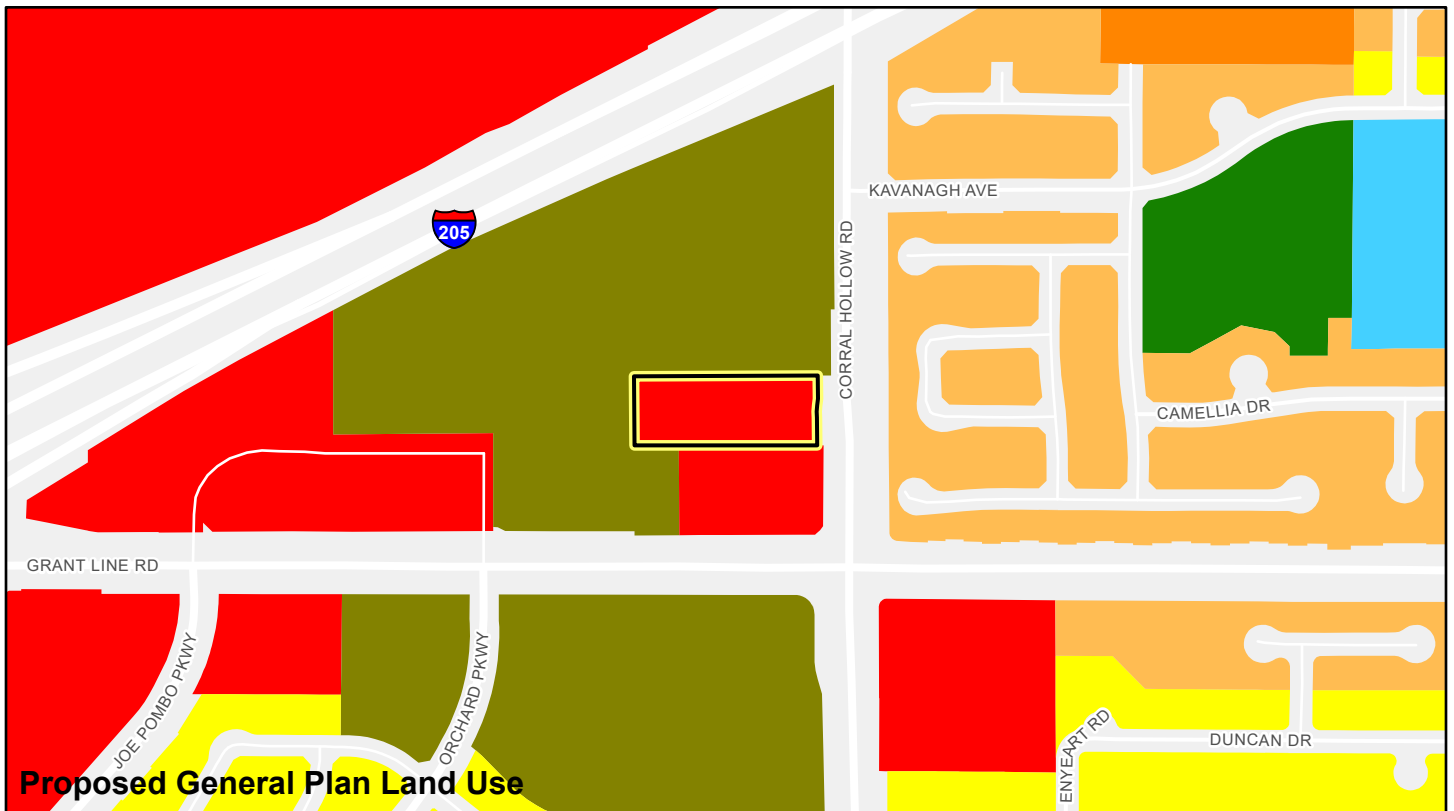 KAVANAGH AVE
205
CORRAL HOLLOW RD
CAMELLIA DR
GRANT LINE RD
JOE POMBO PKWY
ORCHARD PKWY
ENYEART RD
DUNCAN DR
Proposed General Plan Land Use